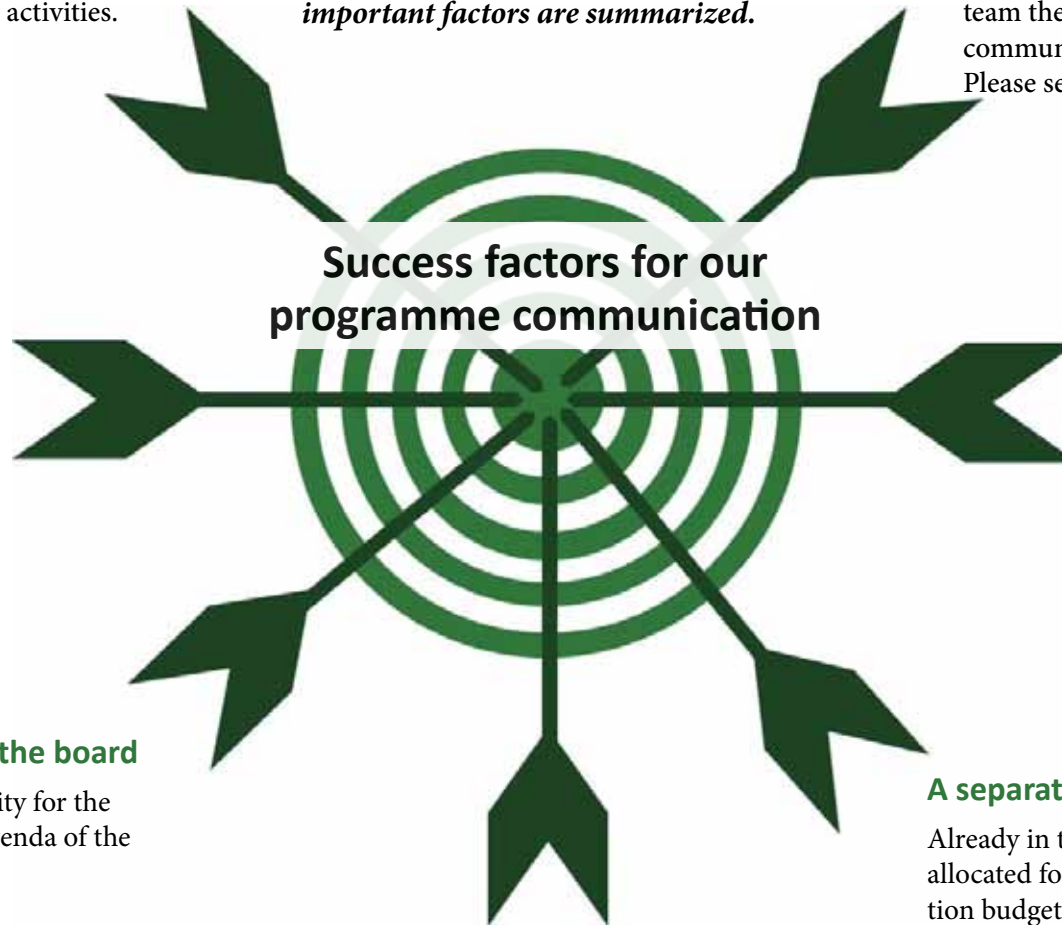 activities.
important factors are summarized.
team the
commun
Please se
Success factors for our
programme communication
the board
ity for the
enda of the
A separat
Already in t
allocated fo
tion budget